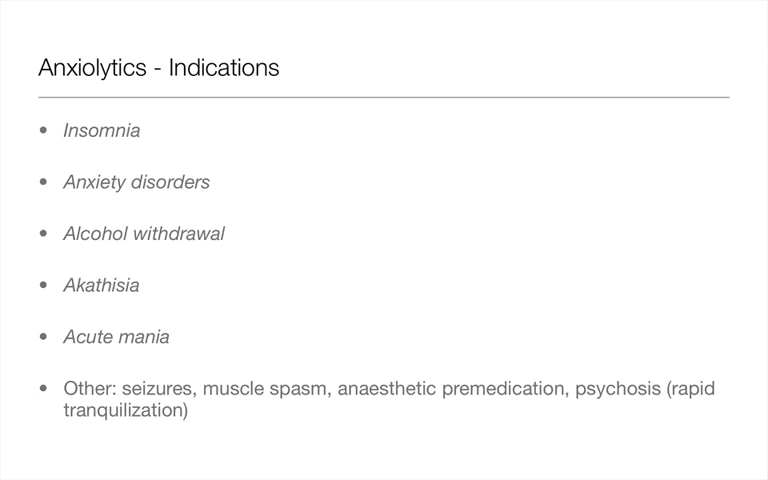 Anxiolytics - Indications
• Insomnia
• Anxiety disorders
• Alcohol withdrawal
• Akathisia
• Acute mania
• Other: seizures, muscle spasm, anaesthetic premedication, psychosis (rapid
tranquilization)